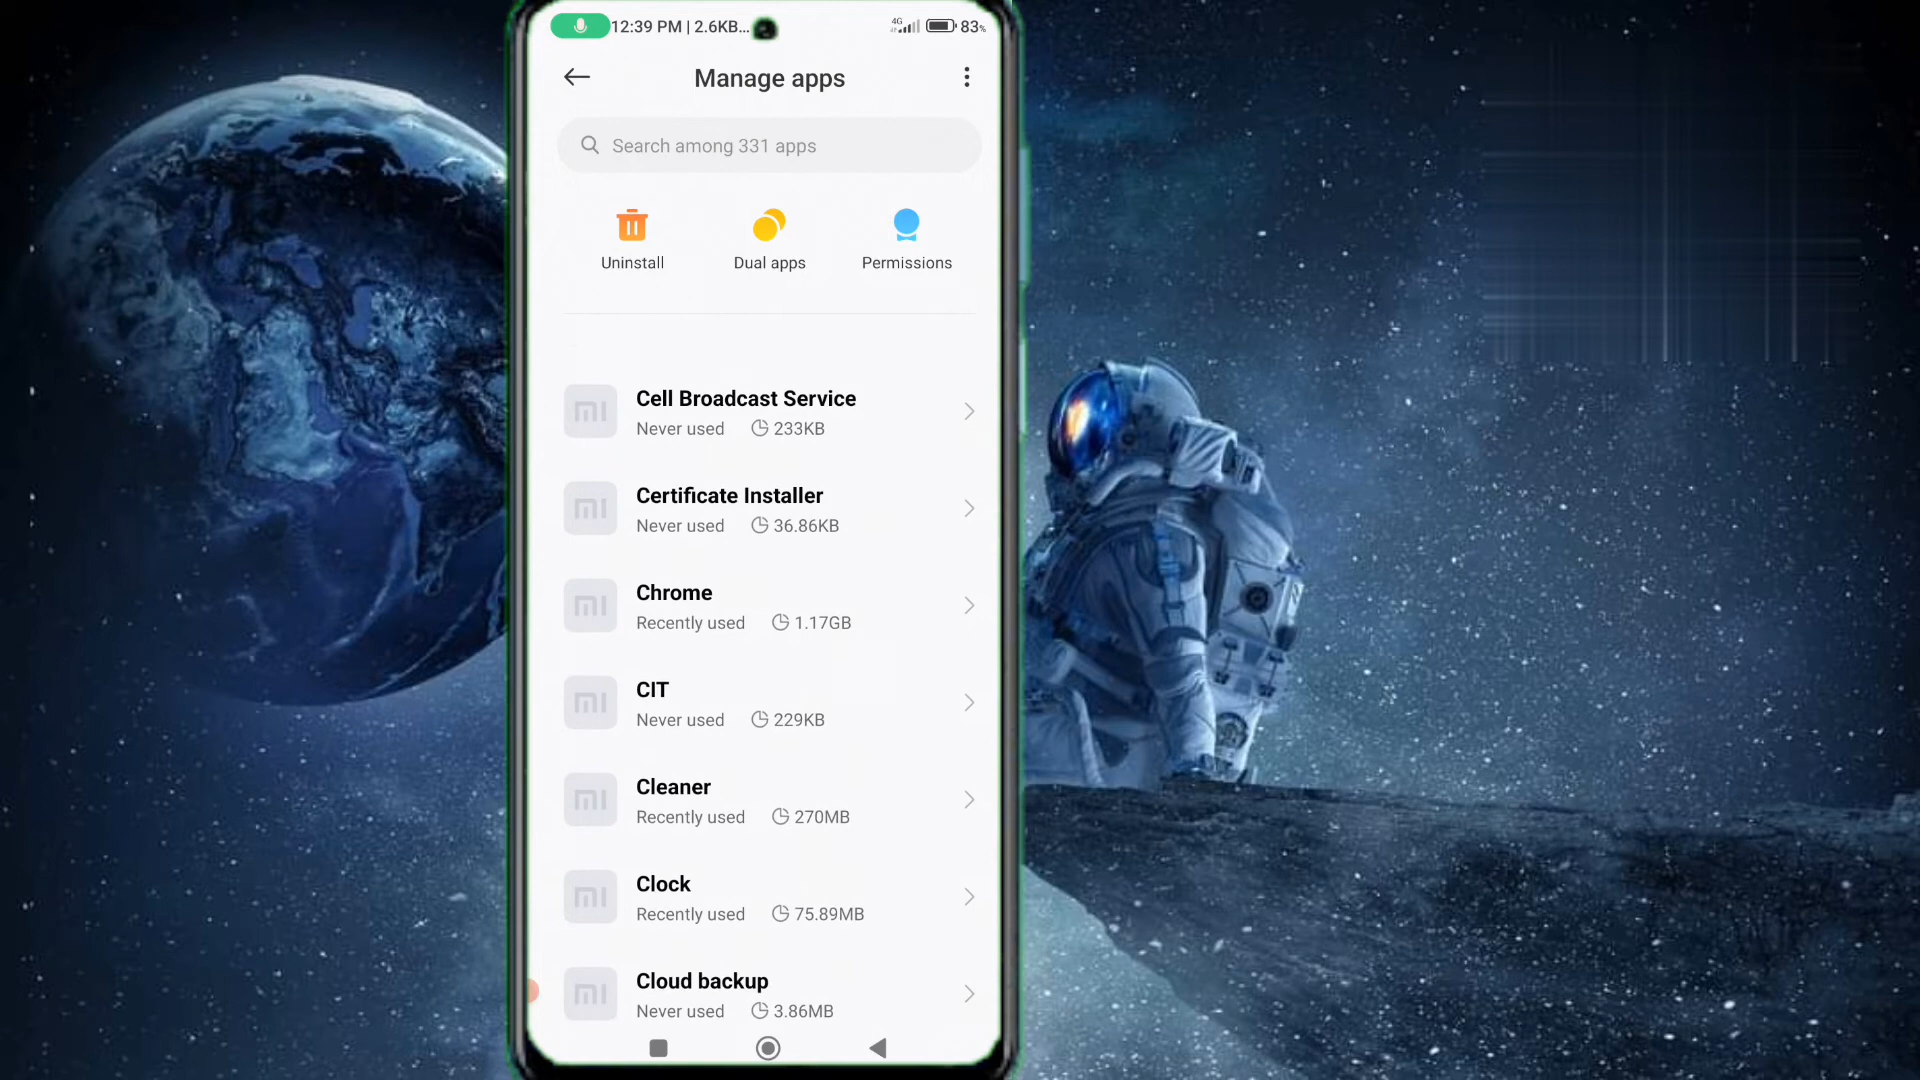 12:39 PM | 2.6KB... 4G 83%
Manage apps
Search among 331 apps
Uninstall Dual apps Permissions
Cell Broadcast Service
Never used 233KB
Certificate Installer
Never used 36.86KB
Chrome
Recently used 1.17GB
CIT
Never used 229KB
Cleaner
Recently used 270MB
Clock
Recently used 75.89MB
Cloud backup
Never used 3.86MB